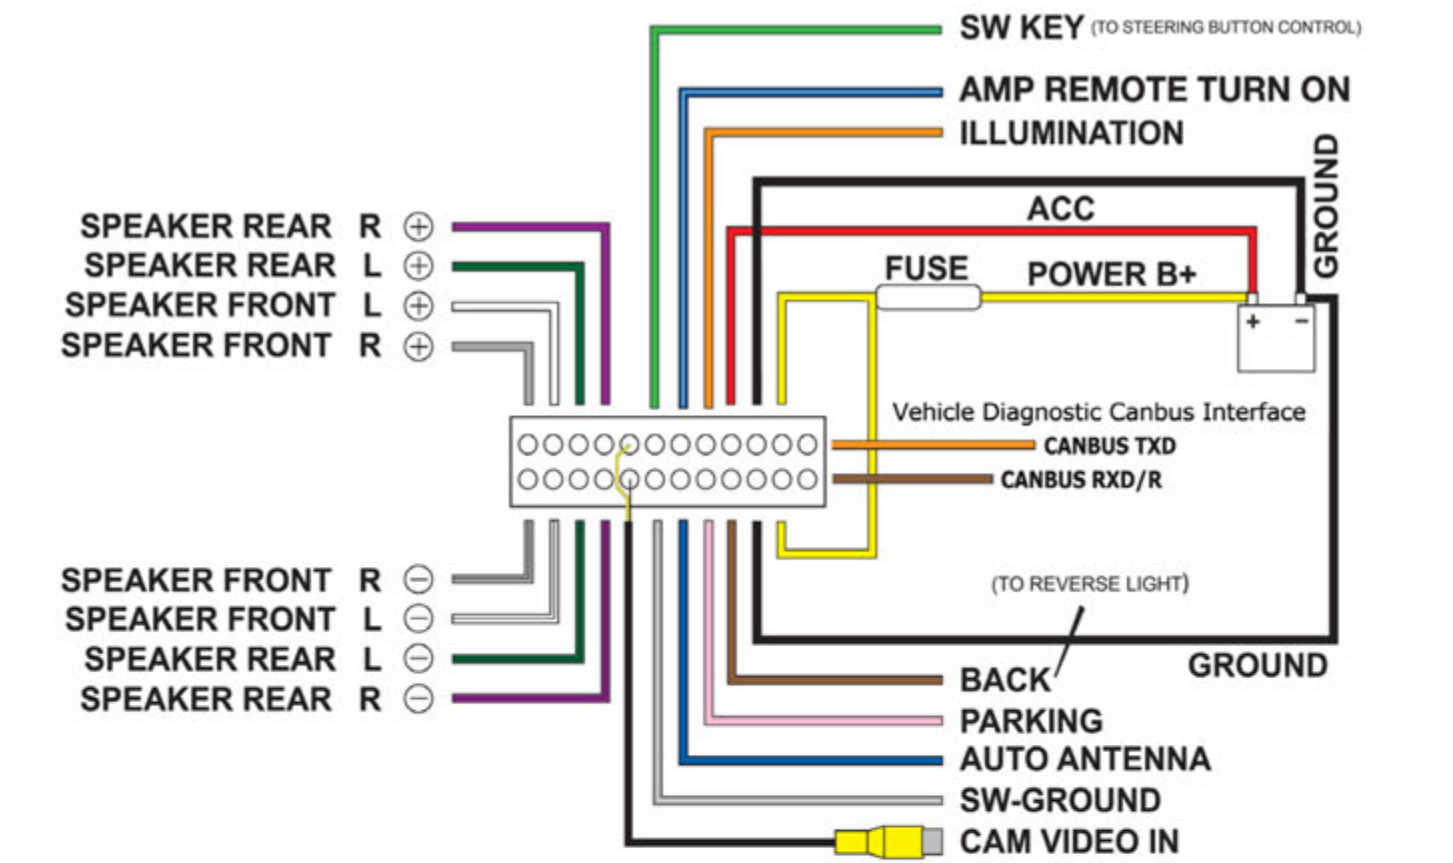 SW KEY (TO STEERING BUTTON CONTROL)
AMP REMOTE TURN ON
ILLUMINATION
GROUND
ACC
FUSE
POWER B+
+ −
SPEAKER REAR R +
SPEAKER REAR L +
SPEAKER FRONT L +
SPEAKER FRONT R +
Vehicle Diagnostic Canbus Interface
CANBUS TXD
CANBUS RXD/R
SPEAKER FRONT R −
SPEAKER FRONT L −
SPEAKER REAR L −
SPEAKER REAR R −
(TO REVERSE LIGHT)
GROUND
BACK
PARKING
AUTO ANTENNA
SW-GROUND
CAM VIDEO IN